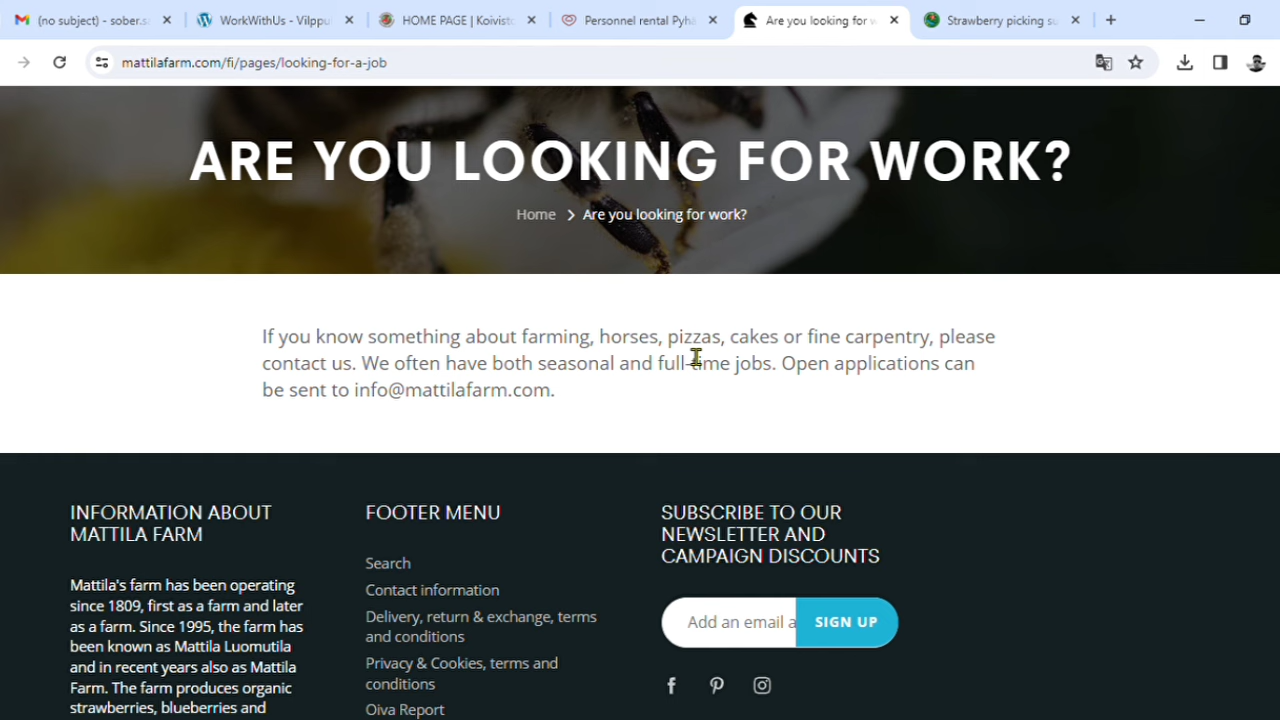 (no subject) - sober.s
WorkWithUs - Vilppu
HOME PAGE | Koivisto
Personnel rental Pyhä
Are you looking for w
Strawberry picking su
mattilafarm.com/fi/pages/looking-for-a-job
ARE YOU LOOKING FOR WORK?
Home > Are you looking for work?
If you know something about farming, horses, pizzas, cakes or fine carpentry, please
contact us. We often have both seasonal and full-time jobs. Open applications can
be sent to info@mattilafarm.com.
INFORMATION ABOUT
MATTILA FARM
Mattila's farm has been operating
since 1809, first as a farm and later
as a farm. Since 1995, the farm has
been known as Mattila Luomutila
and in recent years also as Mattila
Farm. The farm produces organic
strawberries, blueberries and
FOOTER MENU
Search
Contact information
Delivery, return & exchange, terms
and conditions
Privacy & Cookies, terms and
conditions
Oiva Report
SUBSCRIBE TO OUR
NEWSLETTER AND
CAMPAIGN DISCOUNTS
Add an email a
SIGN UP